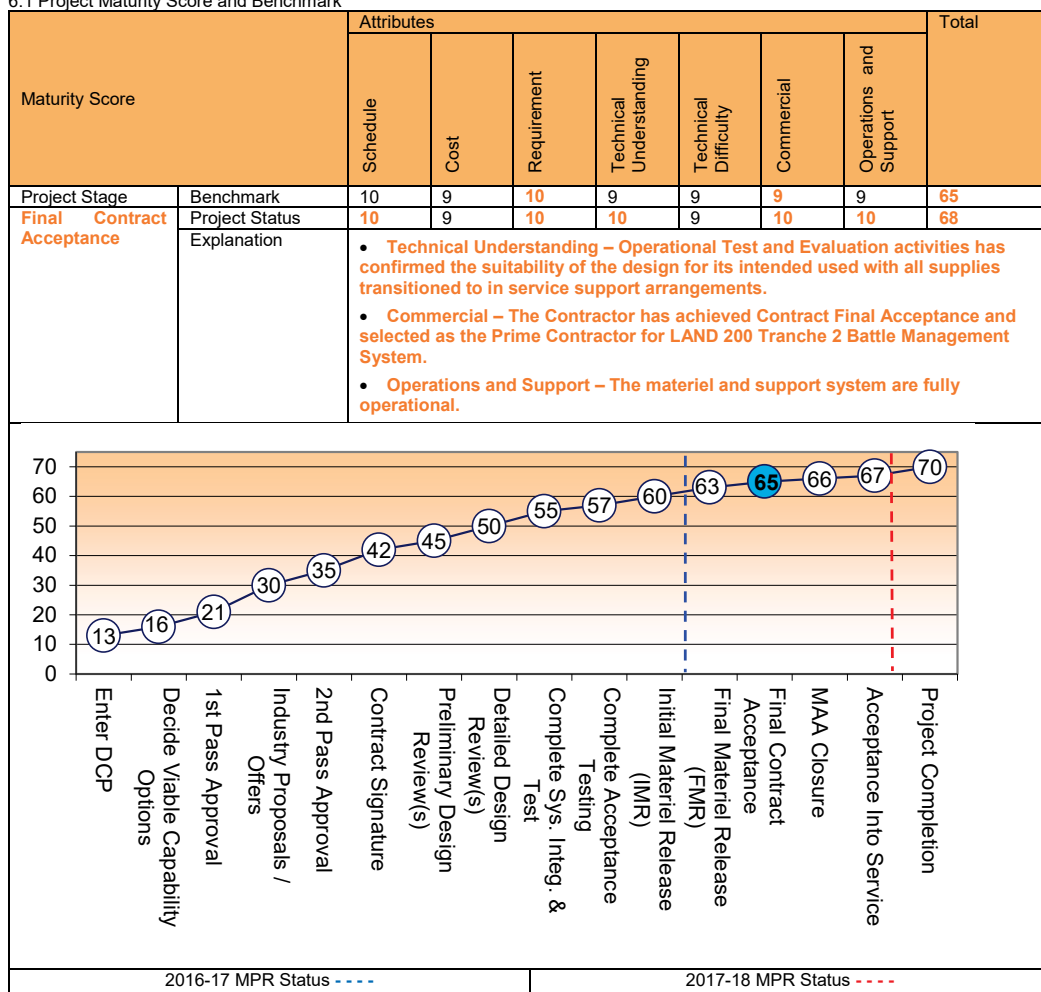 6.1 Project Maturity Score and Benchmark
Maturity Score
Attributes
Total
Schedule
Cost
Requirement
Technical
Understanding
Technical
Difficulty
Commercial
Operations and
Support
Project Stage Benchmark 10 9 10 9 9 9 9 65
Final Contract
Acceptance
Project Status 10 9 10 10 9 10 10 68
Explanation
• Technical Understanding – Operational Test and Evaluation activities has
confirmed the suitability of the design for its intended used with all supplies
transitioned to in service support arrangements.
• Commercial – The Contractor has achieved Contract Final Acceptance and
selected as the Prime Contractor for LAND 200 Tranche 2 Battle Management
System.
• Operations and Support – The materiel and support system are fully
operational.
70
60
50
40
30
20
10
0
13
16
21
30
35
42
45
50
55
57
60
63
65
66
67
70
Enter DCP
Decide Viable Capability
Options
1st Pass Approval
Industry Proposals /
Offers
2nd Pass Approval
Contract Signature
Preliminary Design
Review(s)
Detailed Design
Review(s)
Complete Sys. Integ. &
Test
Complete Acceptance
Testing
Initial Materiel Release
(IMR)
Final Materiel Release
(FMR)
Final Contract
Acceptance
MAA Closure
Acceptance Into Service
Project Completion
2016-17 MPR Status - - - -
2017-18 MPR Status - - - -